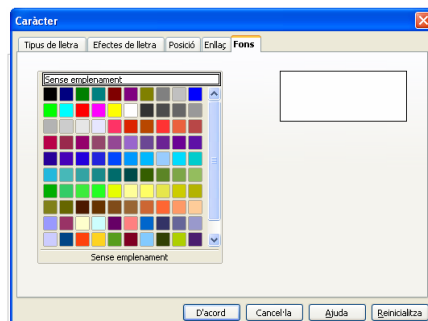 Caràcter
Tipus de lletra Efectes de lletra Posició Enllaç Fons
Sense emplenament
Sense emplenament
D'acord Cancel·la Ajuda Reinicialitza